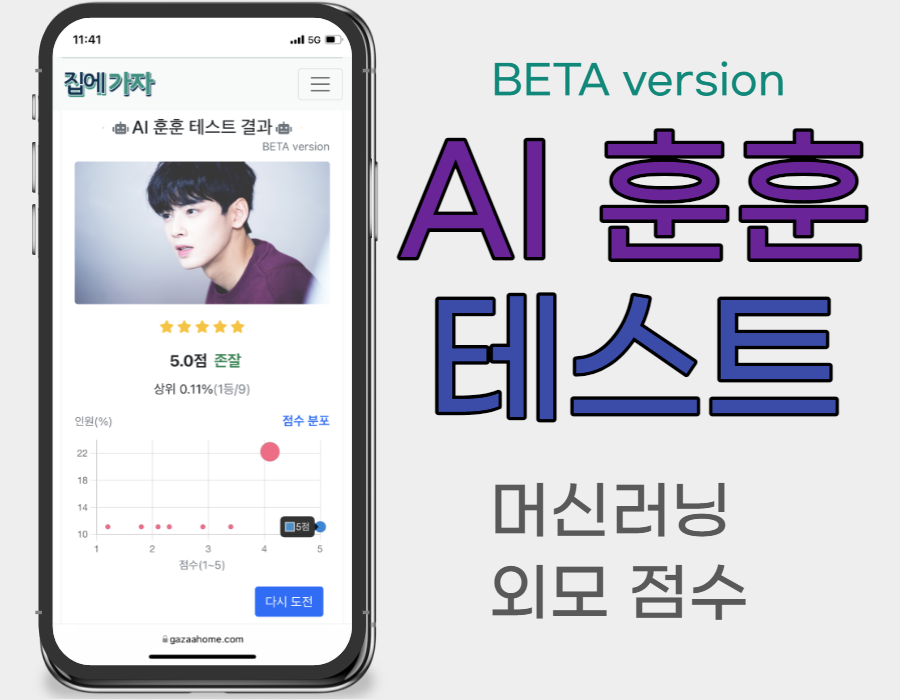 11:41
5G
집에 가자
AI 훈훈 테스트 결과
BETA version
5.0점 존잘
상위 0.11%(1등/9)
인원(%)
점수 분포
22
18
14
10
5점
1 2 3 4 5
점수(1~5)
다시 도전
gazaahome.com
BETA version
AI 훈훈
테스트
머신러닝
외모 점수